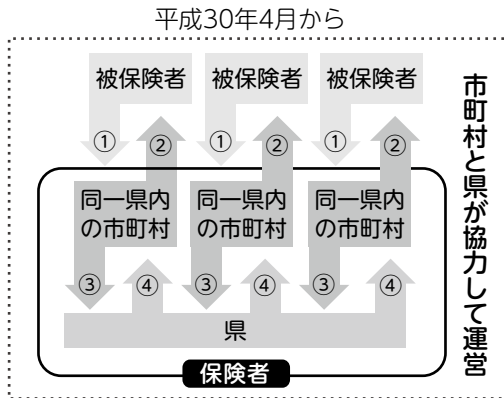 平成30年4月から
被保険者
被保険者
被保険者
市町村と県が協力して運営
①
②
①
②
①
②
同一県内
の市町村
同一県内
の市町村
同一県内
の市町村
③
④
③
④
③
④
県
保険者